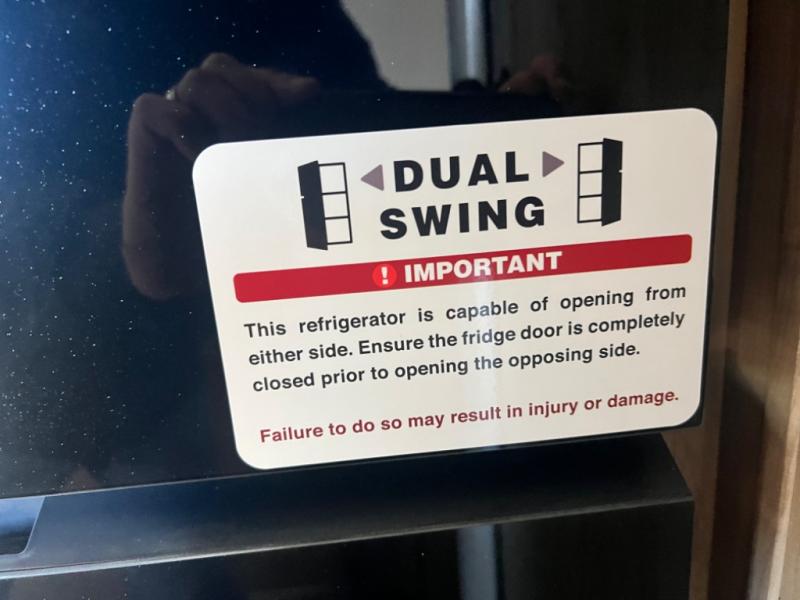 DUAL
SWING
! IMPORTANT
This refrigerator is capable of opening from
either side. Ensure the fridge door is completely
closed prior to opening the opposing side.
Failure to do so may result in injury or damage.